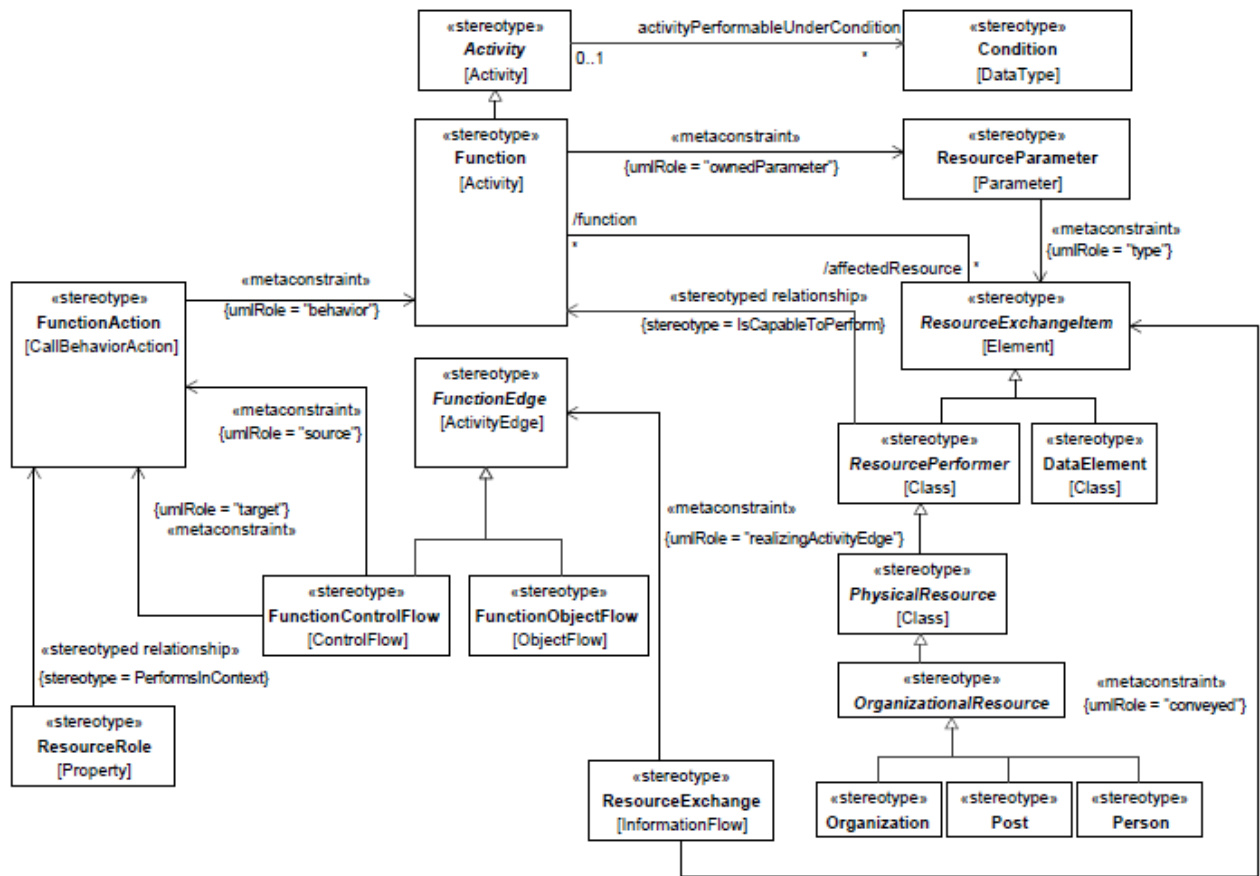 «stereotype»
Activity
[Activity]
activityPerformableUnderCondition
0..1
*
«stereotype»
Condition
[DataType]
«stereotype»
Function
[Activity]
«metaconstraint»
{umlRole = "ownedParameter"}
«stereotype»
ResourceParameter
[Parameter]
/function
*
«metaconstraint»
{umlRole = "type"}
/affectedResource
*
«stereotype»
FunctionAction
[CallBehaviorAction]
«metaconstraint»
{umlRole = "behavior"}
«stereotyped relationship»
{stereotype = IsCapableToPerform}
«stereotype»
ResourceExchangeItem
[Element]
«stereotype»
FunctionEdge
[ActivityEdge]
«metaconstraint»
{umlRole = "source"}
«stereotype»
ResourcePerformer
[Class]
«stereotype»
DataElement
[Class]
{umlRole = "target"}
«metaconstraint»
«metaconstraint»
{umlRole = "realizingActivityEdge"}
«stereotype»
FunctionControlFlow
[ControlFlow]
«stereotype»
FunctionObjectFlow
[ObjectFlow]
«stereotype»
PhysicalResource
[Class]
«stereotyped relationship»
{stereotype = PerformsInContext}
«stereotype»
OrganizationalResource
«metaconstraint»
{umlRole = "conveyed"}
«stereotype»
ResourceRole
[Property]
«stereotype»
ResourceExchange
[InformationFlow]
«stereotype»
Organization
«stereotype»
Post
«stereotype»
Person